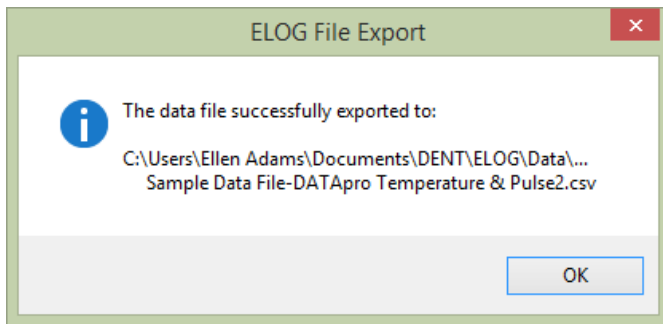 ELOG File Export
The data file successfully exported to:
C:\Users\Ellen Adams\Documents\DENT\ELOG\Data\...
Sample Data File-DATApro Temperature & Pulse2.csv
OK